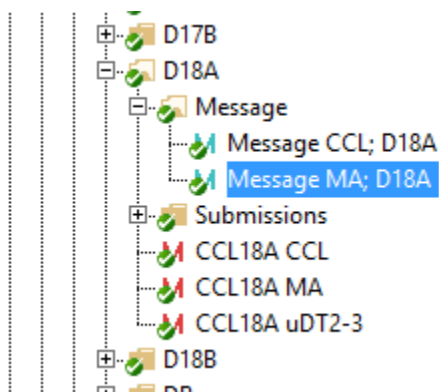 D17B
D18A
Message
Message CCL; D18A
Message MA; D18A
Submissions
CCL18A CCL
CCL18A MA
CCL18A uDT2-3
D18B